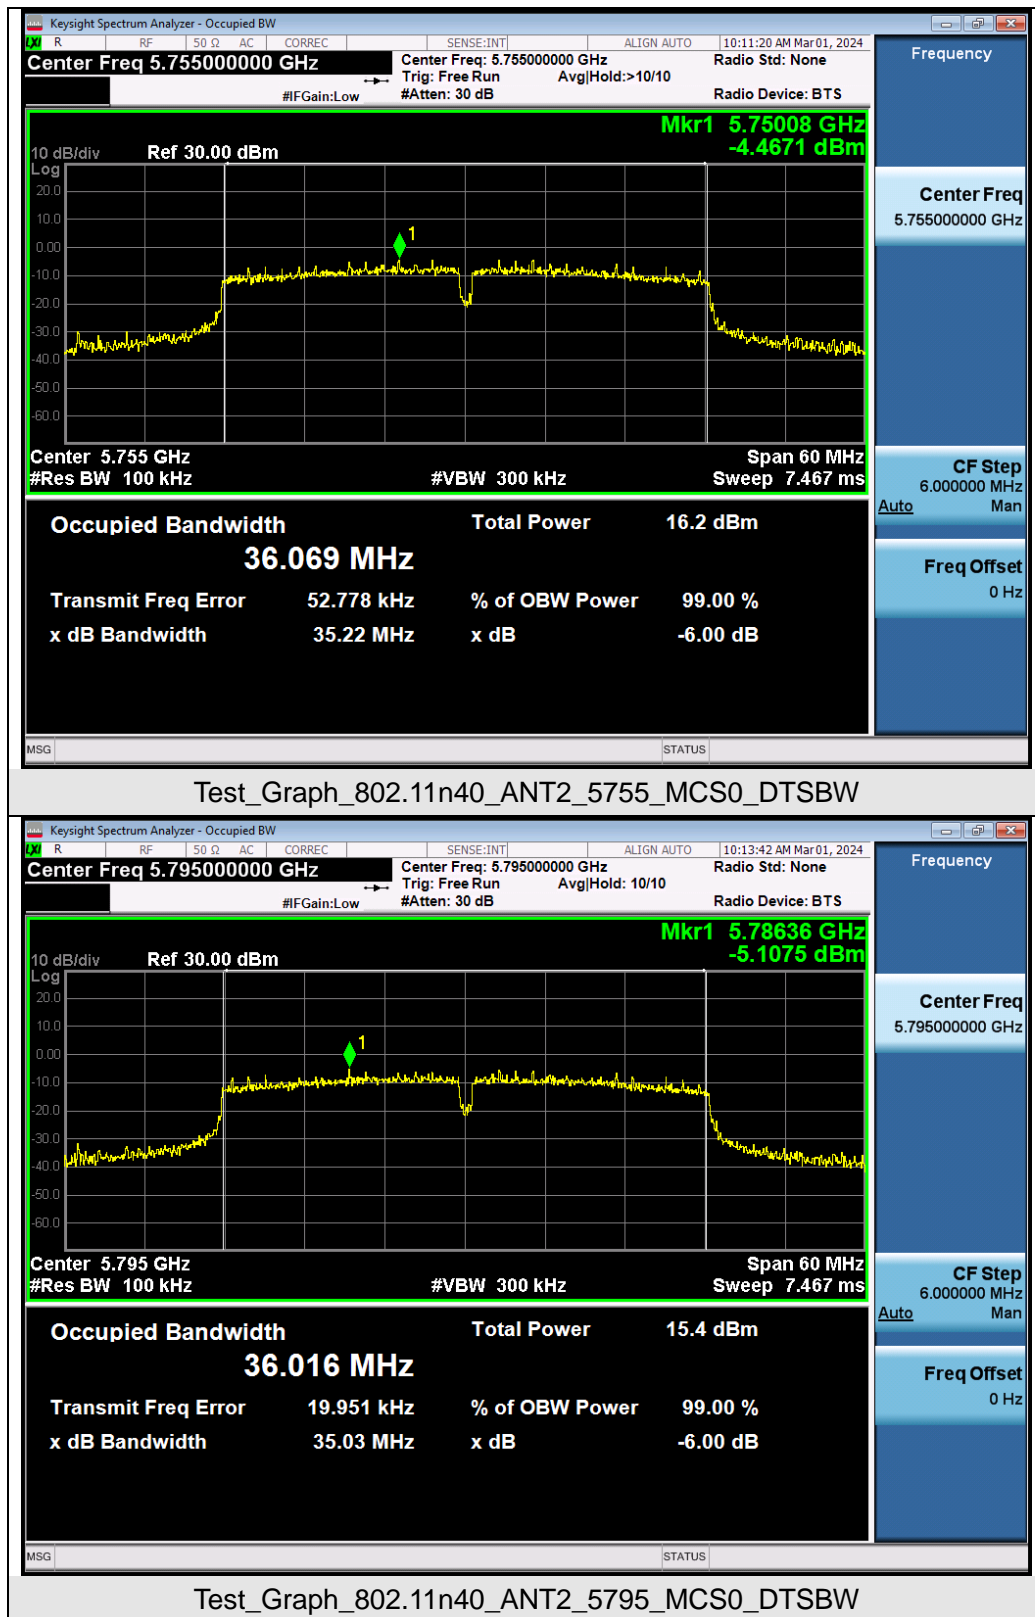 Keysight Spectrum Analyzer - Occupied BW
LXI R RF 50 Ω AC CORREC SENSE:INT ALIGN AUTO 10:11:20 AM Mar 01, 2024
Center Freq 5.755000000 GHz
Center Freq: 5.755000000 GHz Radio Std: None
Trig: Free Run Avg|Hold:>10/10
#IFGain:Low #Atten: 30 dB Radio Device: BTS
Frequency
Mkr1 5.75008 GHz
-4.4671 dBm
10 dB/div Ref 30.00 dBm
Log
20.0
10.0
0.00
-10.0
-20.0
-30.0
-40.0
-50.0
-60.0
1
Center 5.755 GHz Span 60 MHz
#Res BW 100 kHz #VBW 300 kHz Sweep 7.467 ms
Center Freq
5.755000000 GHz
CF Step
6.000000 MHz
Auto Man
Freq Offset
0 Hz
Occupied Bandwidth Total Power 16.2 dBm
36.069 MHz
Transmit Freq Error 52.778 kHz % of OBW Power 99.00 %
x dB Bandwidth 35.22 MHz x dB -6.00 dB
MSG STATUS
Test_Graph_802.11n40_ANT2_5755_MCS0_DTSBW
Keysight Spectrum Analyzer - Occupied BW
LXI R RF 50 Ω AC CORREC SENSE:INT ALIGN AUTO 10:13:42 AM Mar 01, 2024
Center Freq 5.795000000 GHz
Center Freq: 5.795000000 GHz Radio Std: None
Trig: Free Run Avg|Hold: 10/10
#IFGain:Low #Atten: 30 dB Radio Device: BTS
Frequency
Mkr1 5.78636 GHz
-5.1075 dBm
10 dB/div Ref 30.00 dBm
Log
20.0
10.0
0.00
-10.0
-20.0
-30.0
-40.0
-50.0
-60.0
1
Center 5.795 GHz Span 60 MHz
#Res BW 100 kHz #VBW 300 kHz Sweep 7.467 ms
Center Freq
5.795000000 GHz
CF Step
6.000000 MHz
Auto Man
Freq Offset
0 Hz
Occupied Bandwidth Total Power 15.4 dBm
36.016 MHz
Transmit Freq Error 19.951 kHz % of OBW Power 99.00 %
x dB Bandwidth 35.03 MHz x dB -6.00 dB
MSG STATUS
Test_Graph_802.11n40_ANT2_5795_MCS0_DTSBW